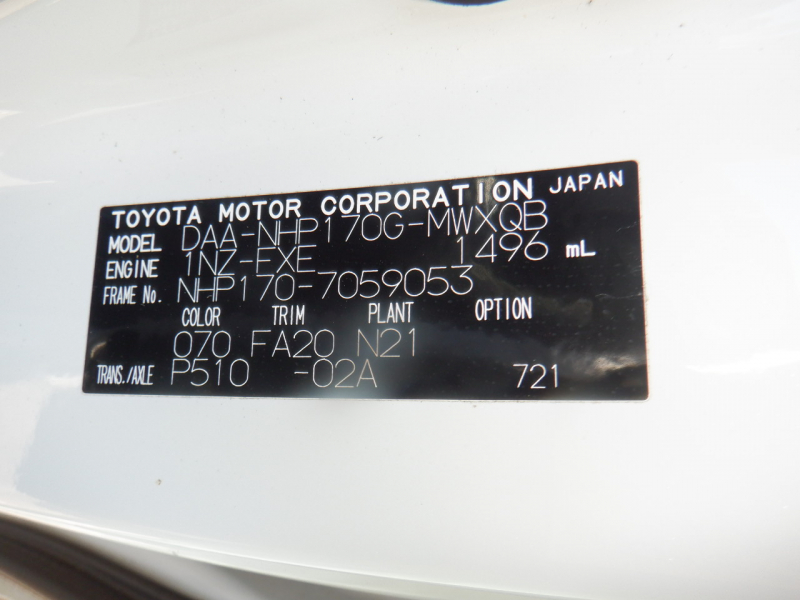 TOYOTA MOTOR CORPORATION JAPAN
MODEL DAA-NHP170G-MWXQB
ENGINE 1NZ-FXE 1496 mL
FRAME No. NHP170-7059053
COLOR TRIM PLANT OPTION
070 FA20 N21
TRANS./AXLE P510 -02A 721